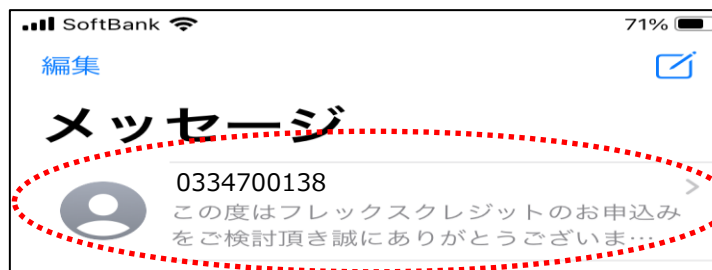 SoftBank 71%
編集
メッセージ
0334700138
この度はフレックスクレジットのお申込み
をご検討頂き誠にありがとうございま…